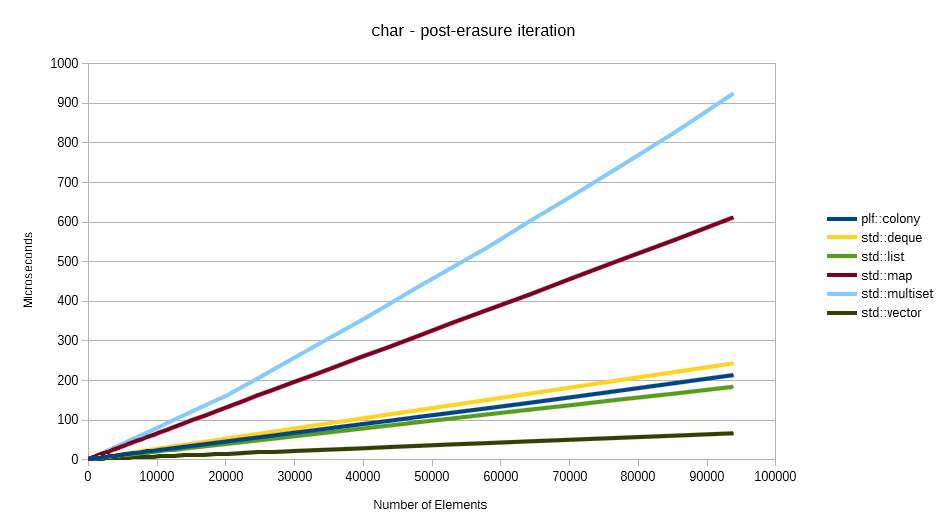 char - post-erasure iteration
1000
900
800
700
600
500
400
300
200
100
0
Microseconds
0 10000 20000 30000 40000 50000 60000 70000 80000 90000 100000
Number of Elements
plf::colony
std::deque
std::list
std::map
std::multiset
std::vector